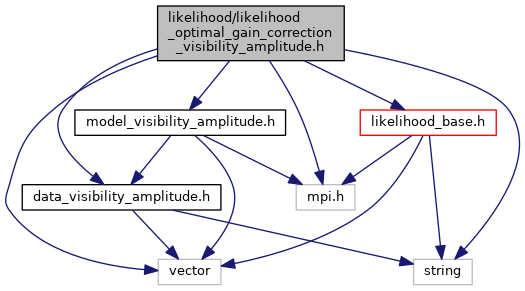 likelihood/likelihood
_optimal_gain_correction
_visibility_amplitude.h
model_visibility_amplitude.h
likelihood_base.h
data_visibility_amplitude.h
mpi.h
vector
string